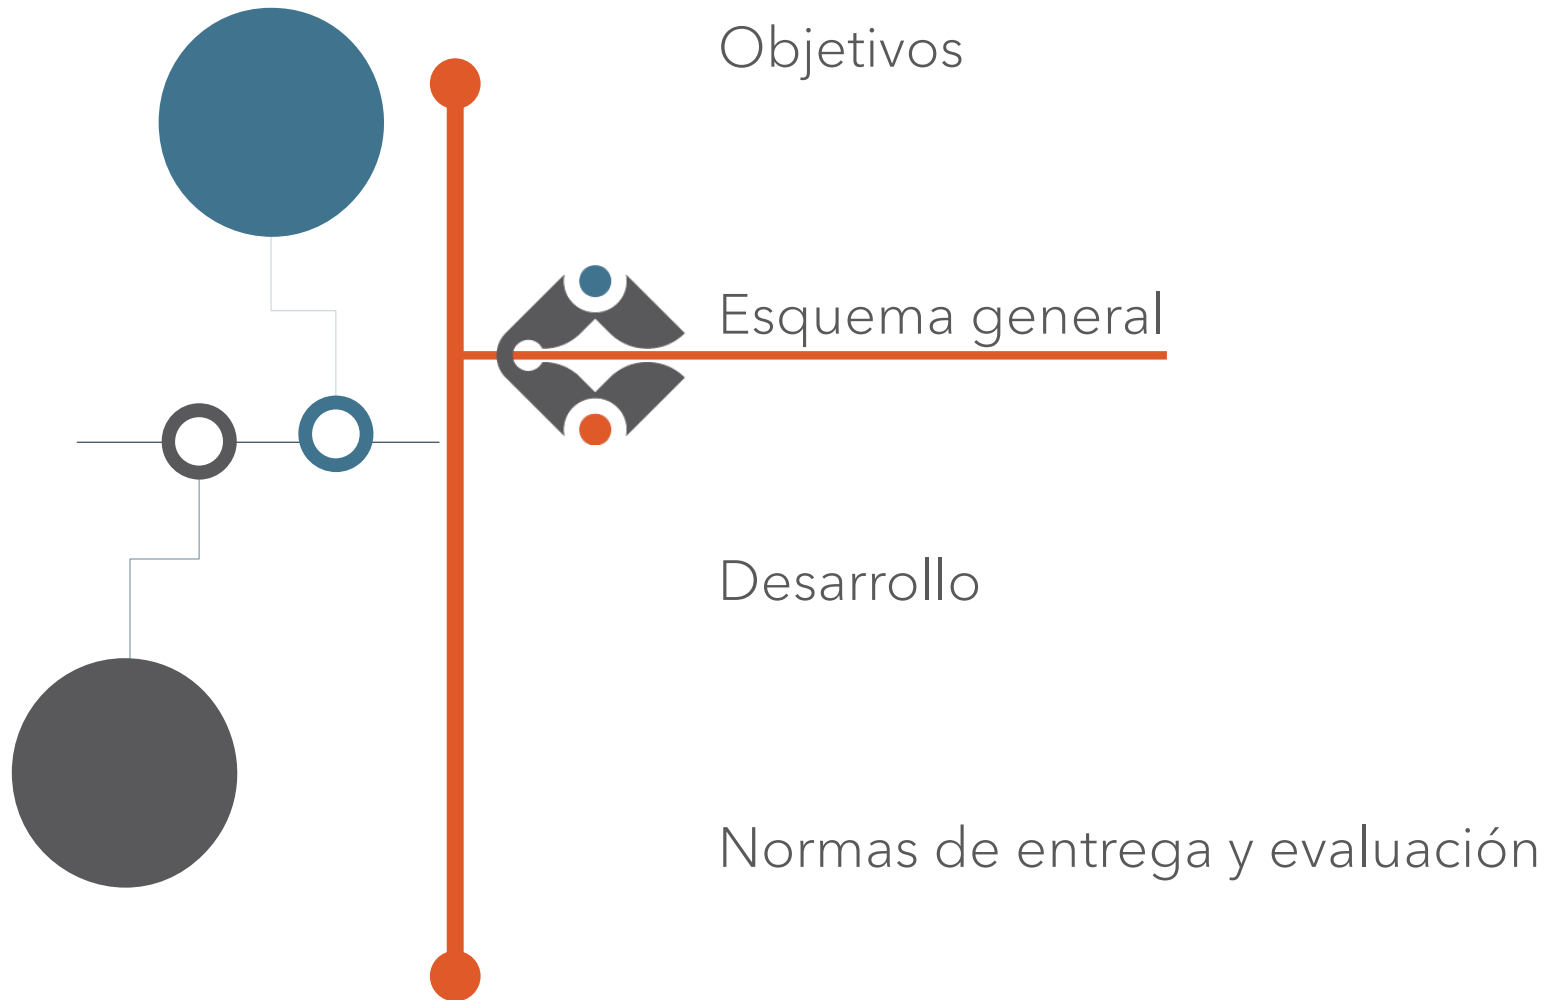 Objetivos
Esquema general
Desarrollo
Normas de entrega y evaluación